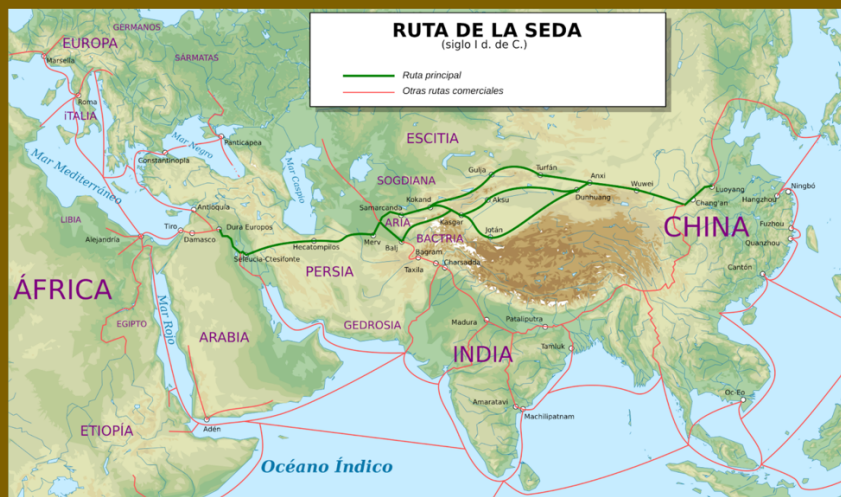 RUTA DE LA SEDA
(siglo I d. de C.)
Ruta principal
Otras rutas comerciales
GERMANOS
EUROPA
SÁRMATAS
Marsella
Roma
iTALIA
Panticapea
Mar Negro
Constantinopla
Mar Mediterráneo
Mar Caspio
ESCITIA
Gulja
Turfán
Anxi
SOGDIANA
Wuwei
Luoyang
Ningbó
Kokand
Aksu
Dunhuang
Chang'an
Hangzhou
Samarcanda
Antioquía
LIBIA
ARIA
Kasgar
CHINA
Fuzhou
Tiro
Dura Europos
Jotán
Alejandría
Damasco
Hecatompilos
Merv
Balj
BACTRIA
Quanzhou
Seleucia-Ctesifonte
Bagram
Charsadda
PERSIA
Taxila
Cantón
ÁFRICA
Mar Rojo
EGIPTO
ARABIA
GEDROSIA
Madura
Pataliputra
INDIA
Tamluk
Oc-Eo
Amaratavi
Machilipatnam
Adén
ETIOPÍA
Océano Índico